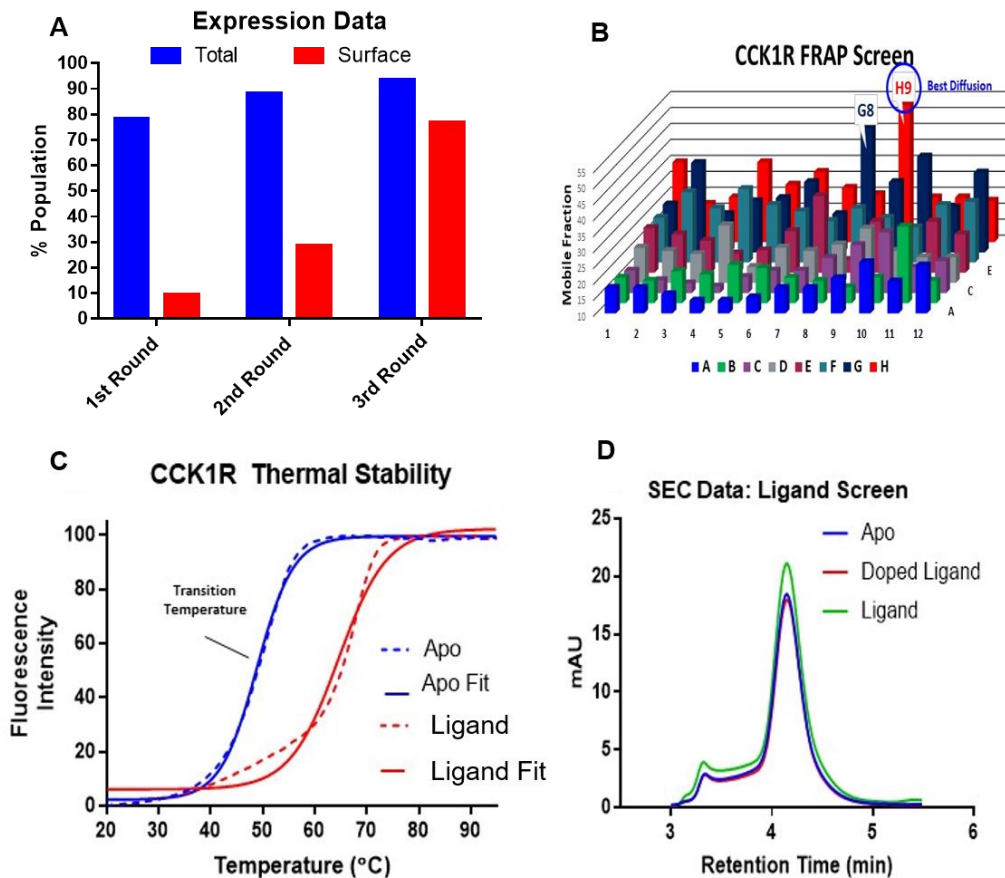 A
Expression Data
Total
Surface
% Population
100
90
80
70
60
50
40
30
20
10
0
1st Round
2nd Round
3rd Round
B
CCK1R FRAP Screen
H9
Best Diffusion
G8
Mobile Fraction
55
50
45
40
35
30
25
20
15
10
1 2 3 4 5 6 7 8 9 10 11 12
A
C
E
A B C D E F G H
C
CCK1R Thermal Stability
Fluorescence
Intensity
100
80
60
40
20
0
Transition
Temperature
Apo
Apo Fit
Ligand
Ligand Fit
20 30 40 50 60 70 80 90
Temperature (°C)
D
SEC Data: Ligand Screen
25
20
15
10
5
0
mAU
Apo
Doped Ligand
Ligand
3 4 5 6
Retention Time (min)